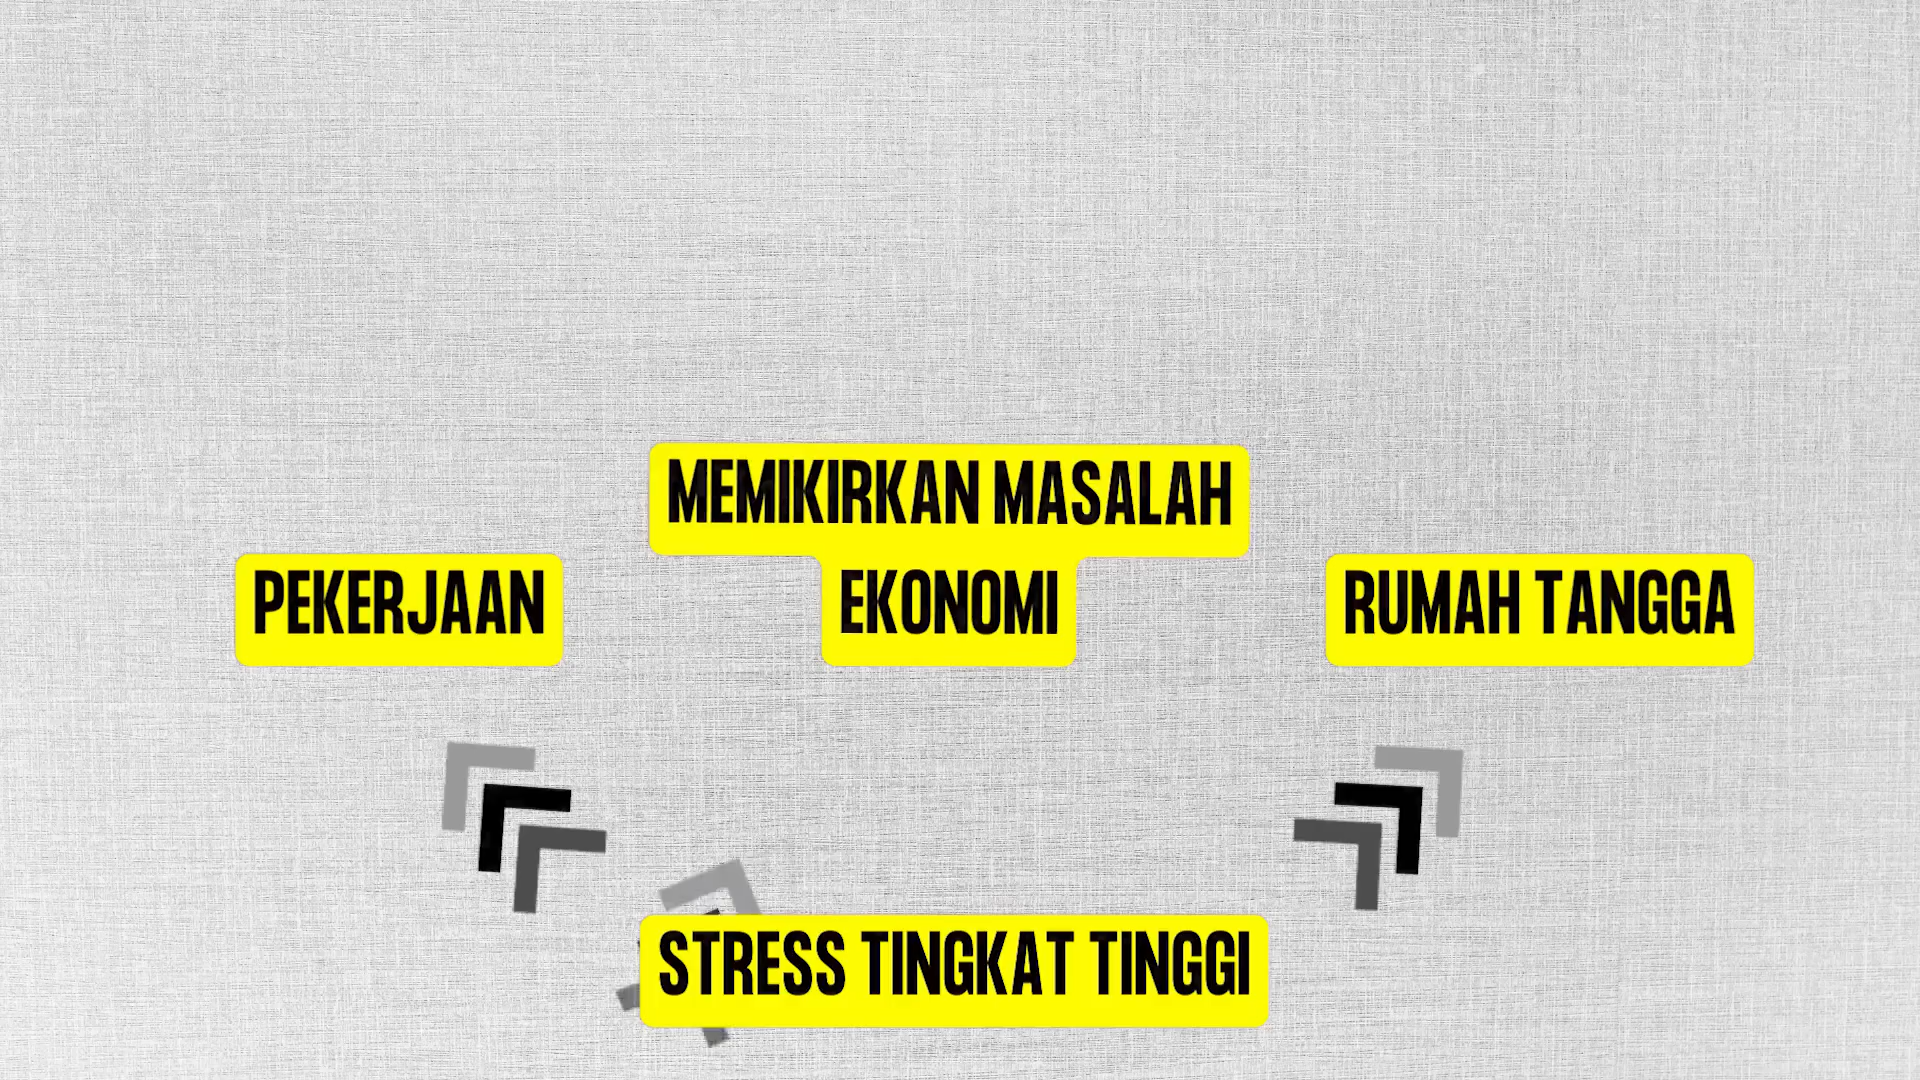 MEMIKIRKAN MASALAH
EKONOMI
PEKERJAAN
RUMAH TANGGA
STRESS TINGKAT TINGGI